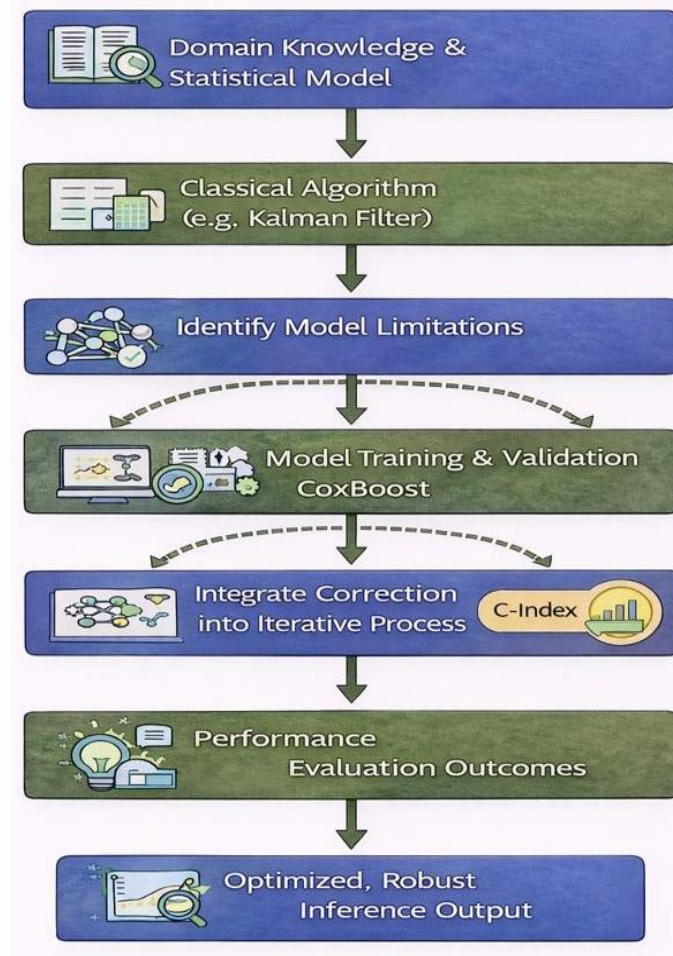 Domain Knowledge &
Statistical Model
Classical Algorithm
(e.g, Kalman Filter)
Identify Model Limitations
Model Training & Validation
CoxBoost
Integrate Correction
into Iterative Process
C-Index
Performance
Evaluation Outcomes
Optimized, Robust
Inference Output